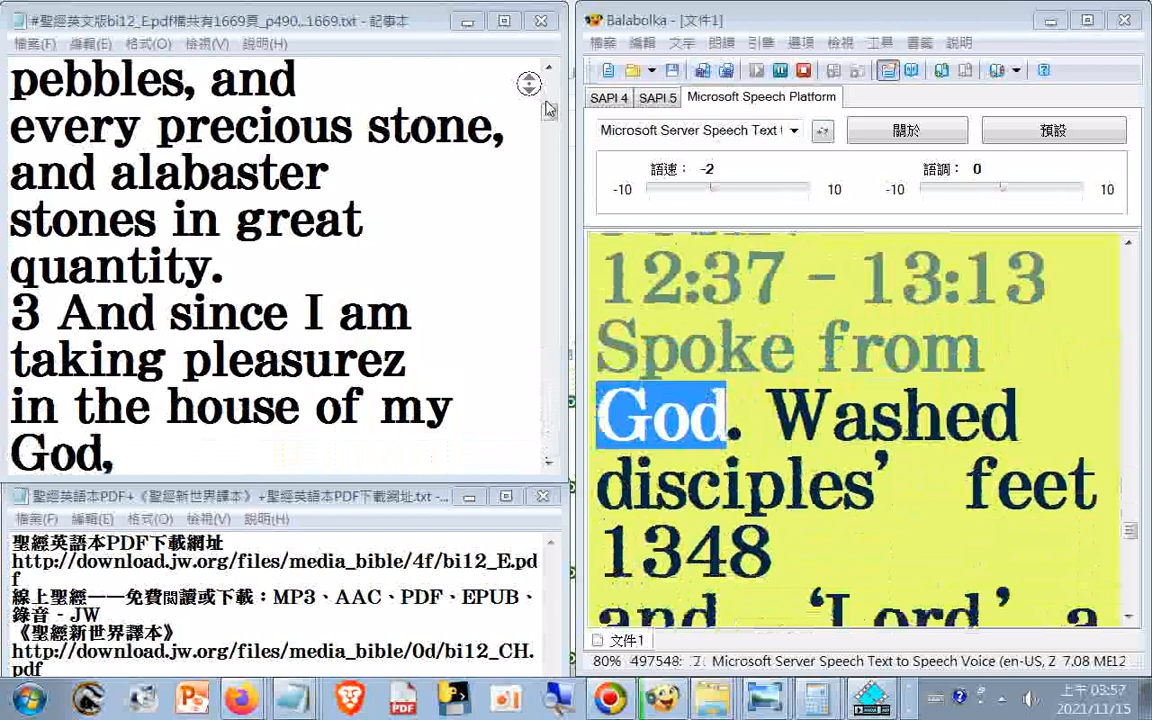 #聖經英文版bi12_E.pdf檔共有1669頁_p490,..1669.txt - 記事本
檔案(F) 編輯(E) 格式(O) 檢視(V) 說明(H)
pebbles, and
every precious stone,
and alabaster
stones in great
quantity.
3 And since I am
taking pleasurez
in the house of my
God,
聖經英語本PDF+《聖經新世界譯本》+聖經英語本PDF下載網址.txt - ...
檔案(F) 編輯(E) 格式(O) 檢視(V) 說明(H)
聖經英語本PDF下載網址
http://download.jw.org/files/media_bible/4f/bi12_E.pd
f
線上聖經——免費閱讀或下載：MP3、AAC、PDF、EPUB、
錄音 - JW
《聖經新世界譯本》
http://download.jw.org/files/media_bible/0d/bi12_CH.
pdf
Balabolka - [文件1]
檔案 編輯 文字 朗讀 引擎 選項 檢視 工具 書籤 說明
SAPI 4 SAPI 5 Microsoft Speech Platform
Microsoft Server Speech Text 關於 預設
語速： -2 語調： 0
-10 10 -10 10
12:37 - 13:13
Spoke from
God. Washed
disciples’ feet
1348
and ‘Lord’ a
文件1
80% 497548: Microsoft Server Speech Text to Speech Voice (en-US, Z 7.08 ME12
上午 03:57
2021/11/15